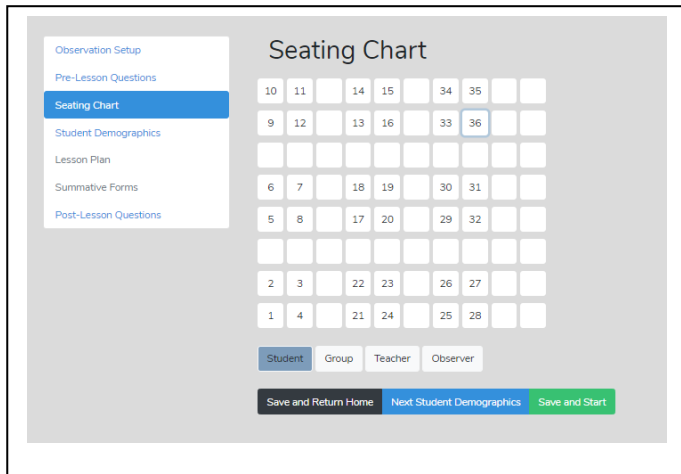 Seating Chart
Observation Setup
Pre-Lesson Questions
Seating Chart
Student Demographics
Lesson Plan
Summative Forms
Post-Lesson Questions
10 11 14 15 34 35
9 12 13 16 33 36
6 7 18 19 30 31
5 8 17 20 29 32
2 3 22 23 26 27
1 4 21 24 25 28
Student Group Teacher Observer
Save and Return Home Next Student Demographics Save and Start